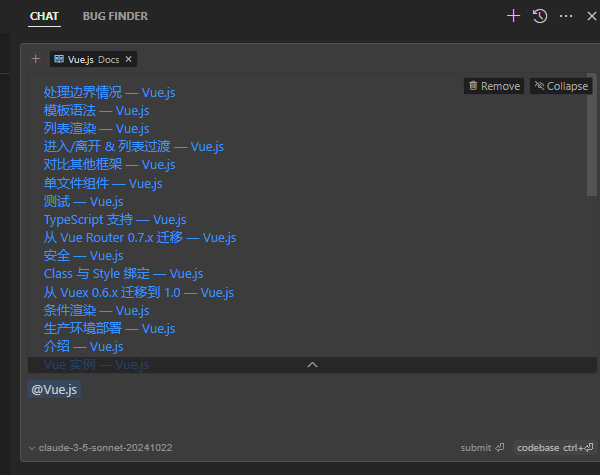 CHAT BUG FINDER
Vue.js Docs
Remove Collapse
处理边界情况 — Vue.js
模板语法 — Vue.js
列表渲染 — Vue.js
进入/离开 & 列表过渡 — Vue.js
对比其他框架 — Vue.js
单文件组件 — Vue.js
测试 — Vue.js
TypeScript 支持 — Vue.js
从 Vue Router 0.7.x 迁移 — Vue.js
安全 — Vue.js
Class 与 Style 绑定 — Vue.js
从 Vuex 0.6.x 迁移到 1.0 — Vue.js
条件渲染 — Vue.js
生产环境部署 — Vue.js
介绍 — Vue.js
Vue 实例 — Vue.js
@Vue.js
claude-3-5-sonnet-20241022 submit codebase ctrl+